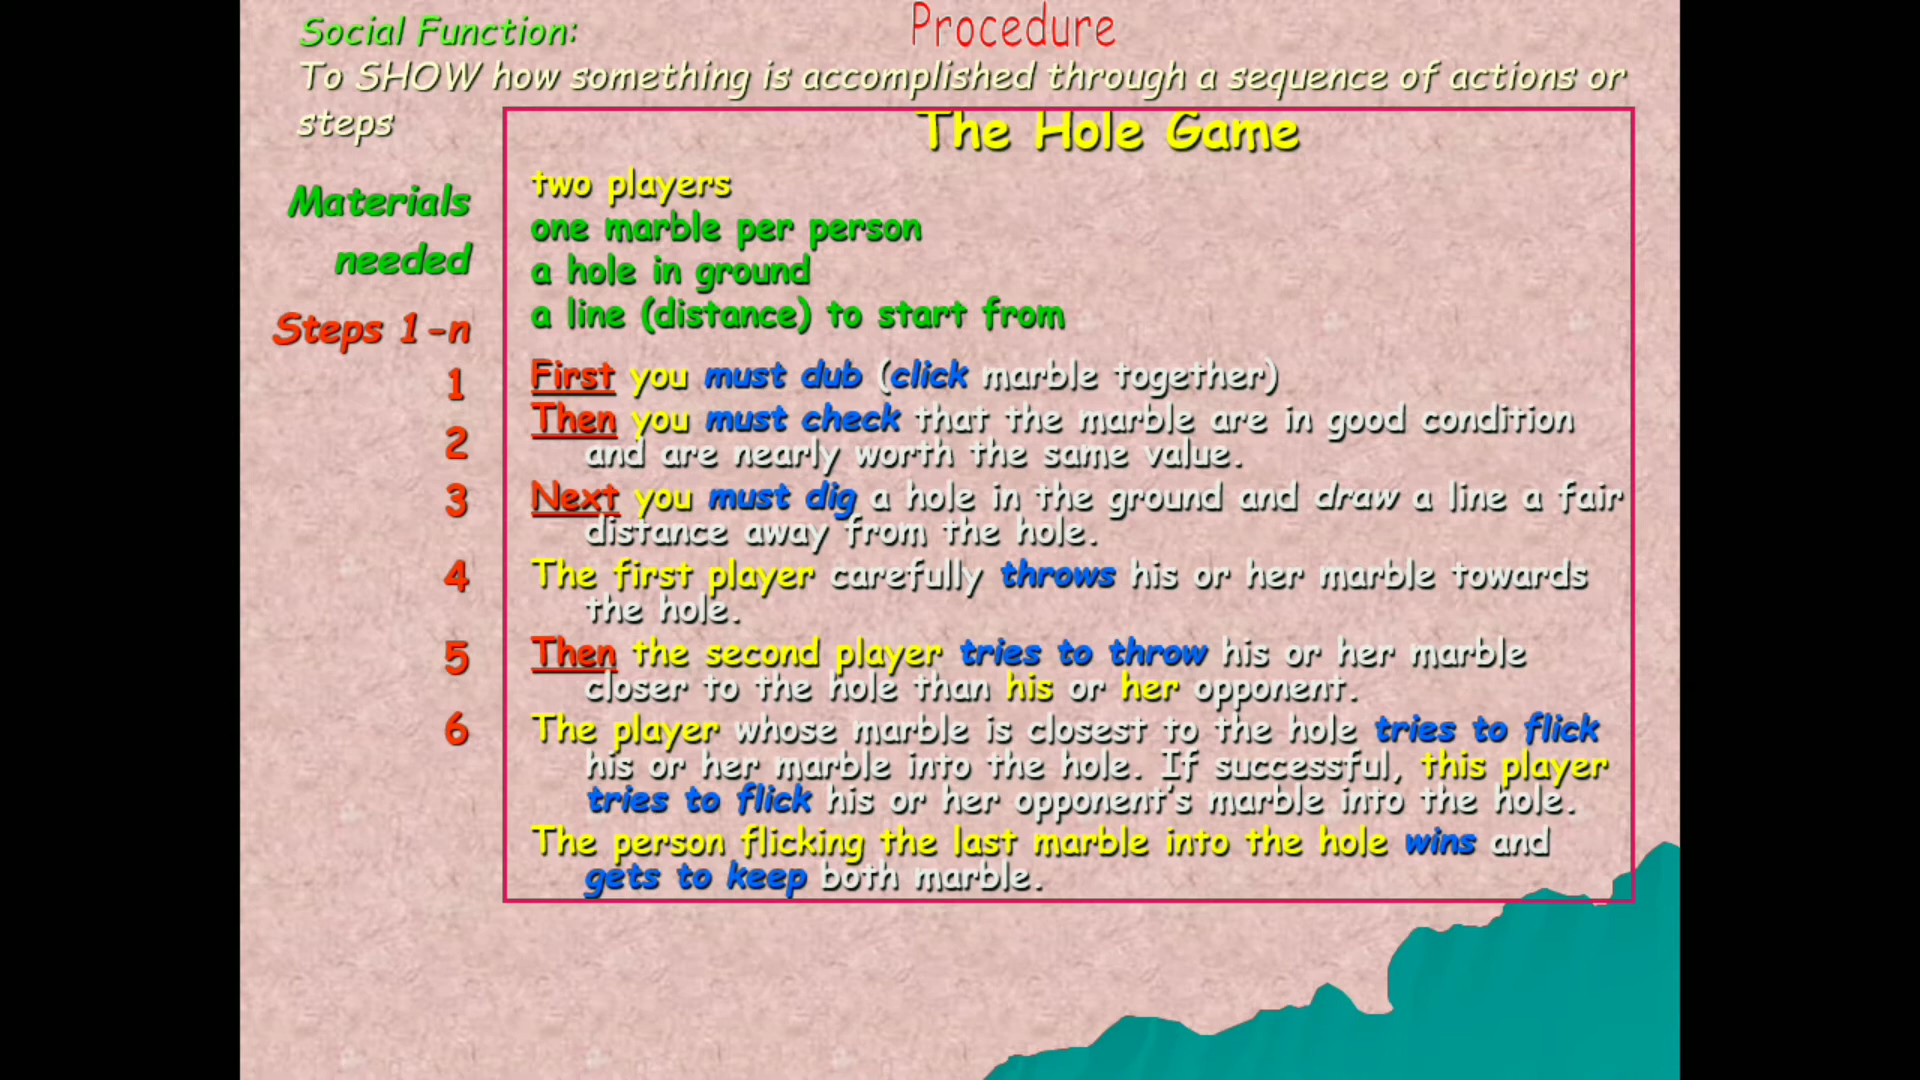 Procedure
Social Function:
To SHOW how something is accomplished through a sequence of actions or
steps
The Hole Game
Materials
needed
two players
one marble per person
a hole in ground
a line (distance) to start from
Steps 1-n
1
First you must dub (click marble together)
2
Then you must check that the marble are in good condition
and are nearly worth the same value.
3
Next you must dig a hole in the ground and draw a line a fair
distance away from the hole.
4
The first player carefully throws his or her marble towards
the hole.
5
Then the second player tries to throw his or her marble
closer to the hole than his or her opponent.
6
The player whose marble is closest to the hole tries to flick
his or her marble into the hole. If successful, this player
tries to flick his or her opponent's marble into the hole.
The person flicking the last marble into the hole wins and
gets to keep both marble.